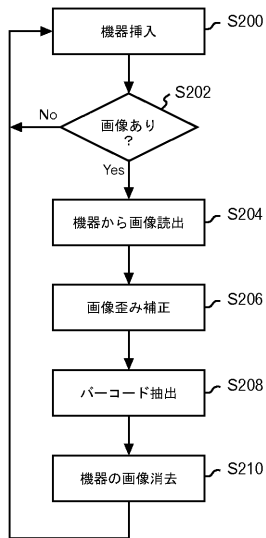 機器挿入
S200
S202
No
画像あり
?
Yes
機器から画像読出
S204
画像歪み補正
S206
バーコード抽出
S208
機器の画像消去
S210